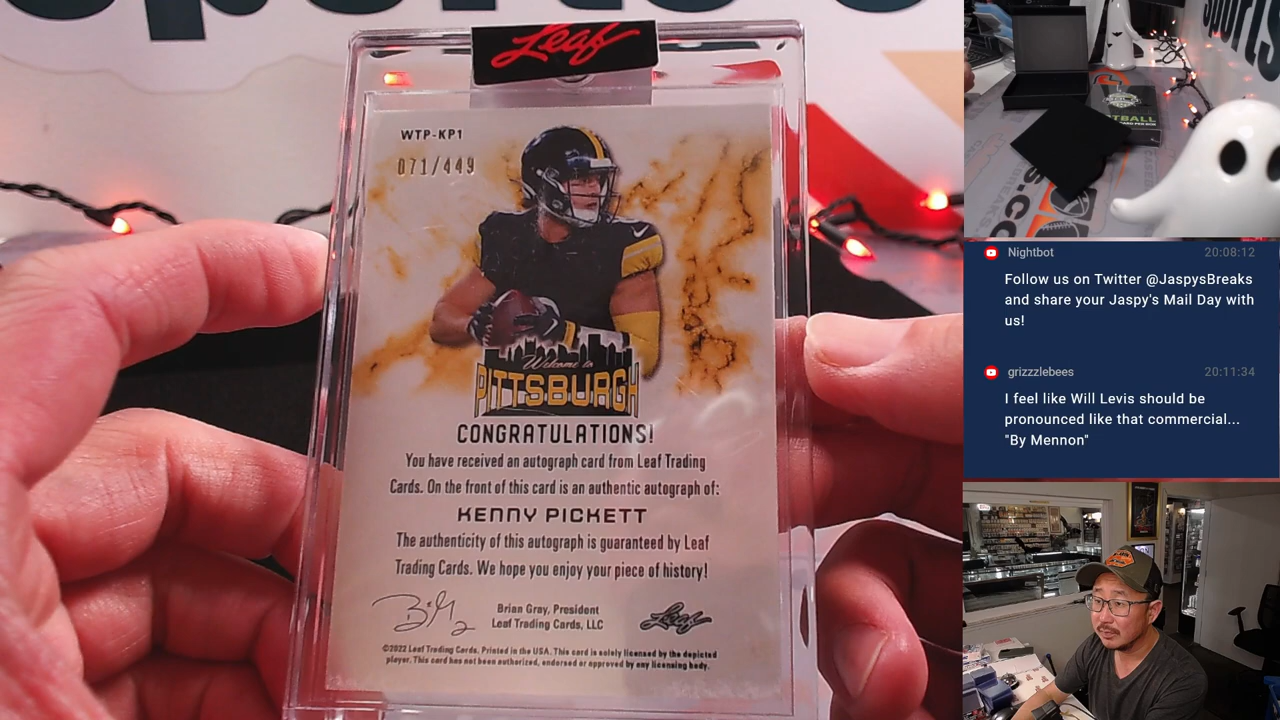 Leaf
WTP-KP1
071/449
Welcome to
PITTSBURGH
CONGRATULATIONS!
You have received an autograph card from Leaf Trading
Cards. On the front of this card is an authentic autograph of:
KENNY PICKETT
The authenticity of this autograph is guaranteed by Leaf
Trading Cards. We hope you enjoy your piece of history!
Brian Gray, President
Leaf Trading Cards, LLC
Leaf
©2022 Leaf Trading Cards. Printed in the USA. This card is solely licensed by the depicted
player. This card has not been authorized, endorsed or approved by any licensing body.
Nightbot 20:08:12
Follow us on Twitter @JaspysBreaks
and share your Jaspy's Mail Day with
us!
grizzzlebees 20:11:34
I feel like Will Levis should be
pronounced like that commercial...
"By Mennon"